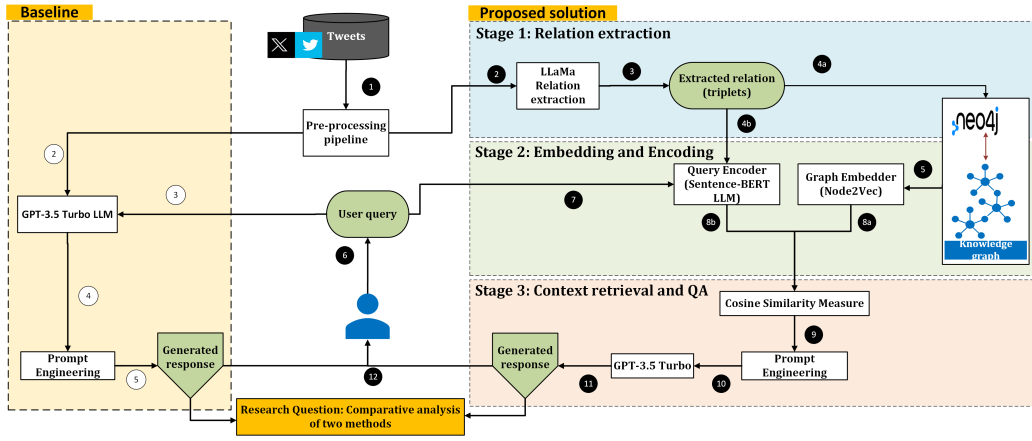 Baseline
Proposed solution
Tweets
Stage 1: Relation extraction
1
2
LLaMa
Relation
extraction
3
Extracted relation
(triplets)
4a
Pre-processing
pipeline
4b
neo4j
2
Stage 2: Embedding and Encoding
Query Encoder
(Sentence-BERT
LLM)
Graph Embedder
(Node2Vec)
5
3
7
GPT-3.5 Turbo LLM
User query
8b
8a
6
Knowledge
graph
4
Stage 3: Context retrieval and QA
Cosine Similarity Measure
9
Prompt
Engineering
5
Generated
response
12
Generated
response
11
GPT-3.5 Turbo
10
Prompt
Engineering
Research Question: Comparative analysis
of two methods